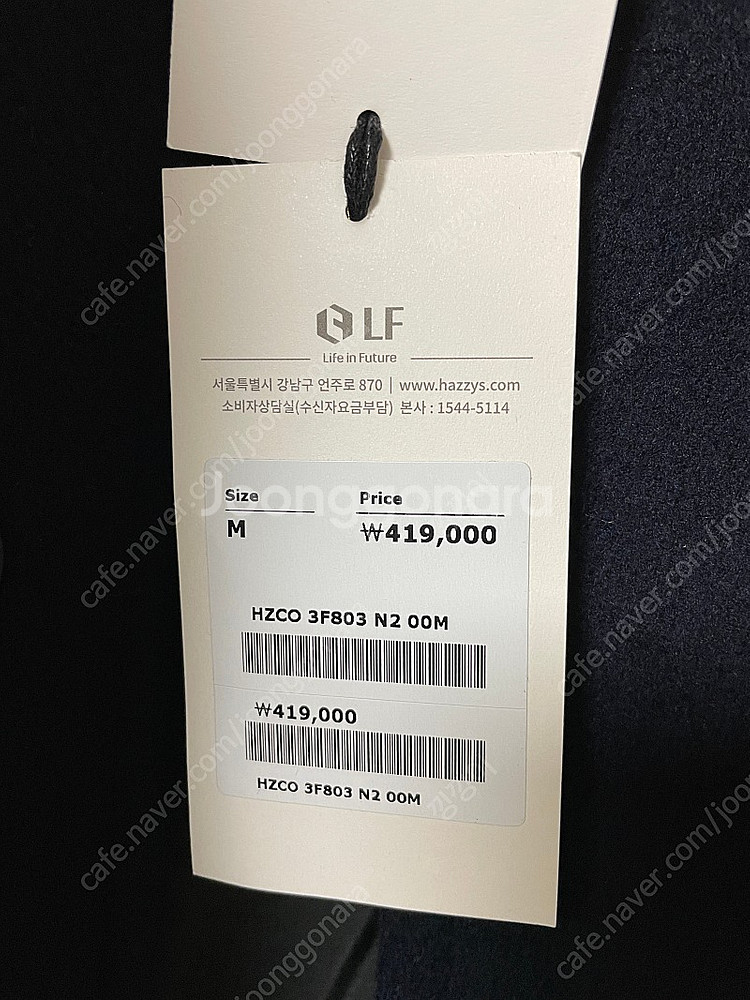 LF
Life in Future
서울특별시 강남구 언주로 870 | www.hazzys.com
소비자상담실(수신자요금부담) 본사 : 1544-5114
Joonggonara
Size Price
M ₩419,000
HZCO 3F803 N2 00M
₩419,000
HZCO 3F803 N2 00M
cafe.naver.com/joonggonara